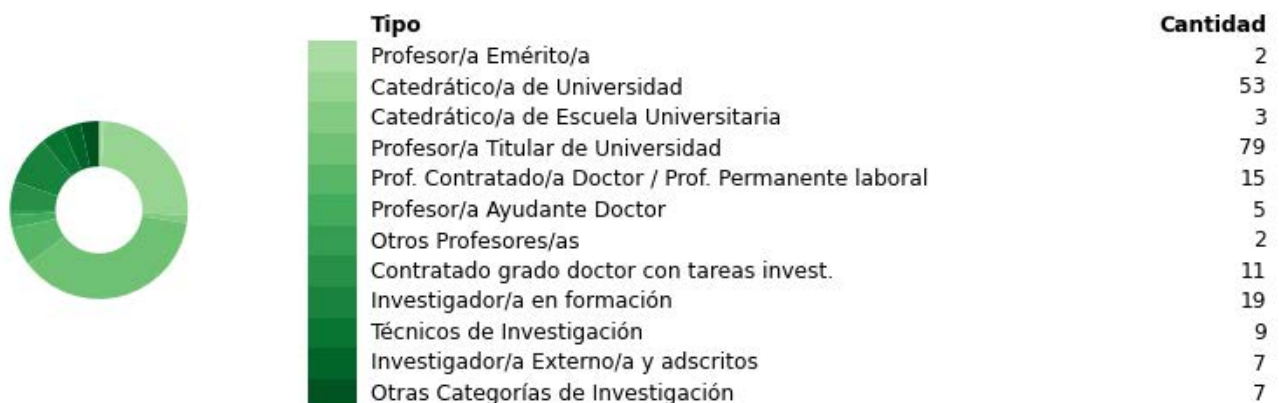 Tipo Cantidad
Profesor/a Emérito/a 2
Catedrático/a de Universidad 53
Catedrático/a de Escuela Universitaria 3
Profesor/a Titular de Universidad 79
Prof. Contratado/a Doctor / Prof. Permanente laboral 15
Profesor/a Ayudante Doctor 5
Otros Profesores/as 2
Contratado grado doctor con tareas invest. 11
Investigador/a en formación 19
Técnicos de Investigación 9
Investigador/a Externo/a y adscritos 7
Otras Categorías de Investigación 7